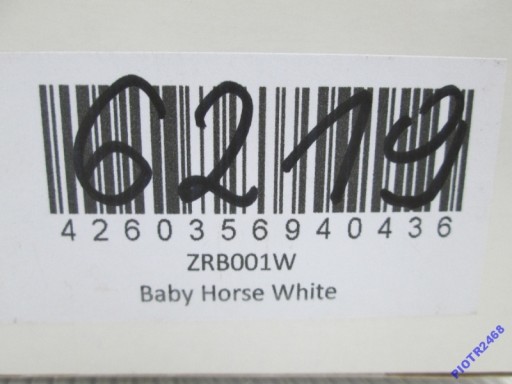 6219
4260356940436
ZRB001W
Baby Horse White
PIOTR2468